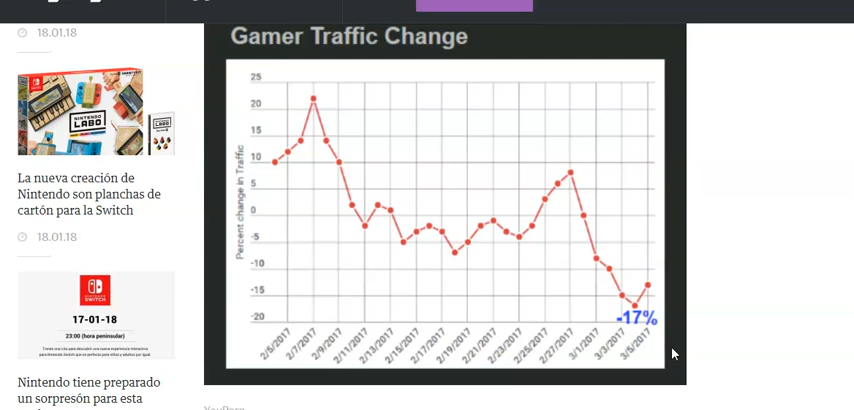 18.01.18
NINTENDO
LABO
La nueva creación de
Nintendo son planchas de
cartón para la Switch
18.01.18
NINTENDO
SWITCH
17-01-18
23:00 (hora peninsular)
Nintendo tiene preparado
un sorpresón para esta
Gamer Traffic Change
Percent change in Traffic
25
20
15
10
5
0
-5
-10
-15
-20
-17%
2/5/2017
2/7/2017
2/9/2017
2/11/2017
2/13/2017
2/15/2017
2/17/2017
2/19/2017
2/21/2017
2/23/2017
2/25/2017
2/27/2017
3/1/2017
3/3/2017
3/5/2017